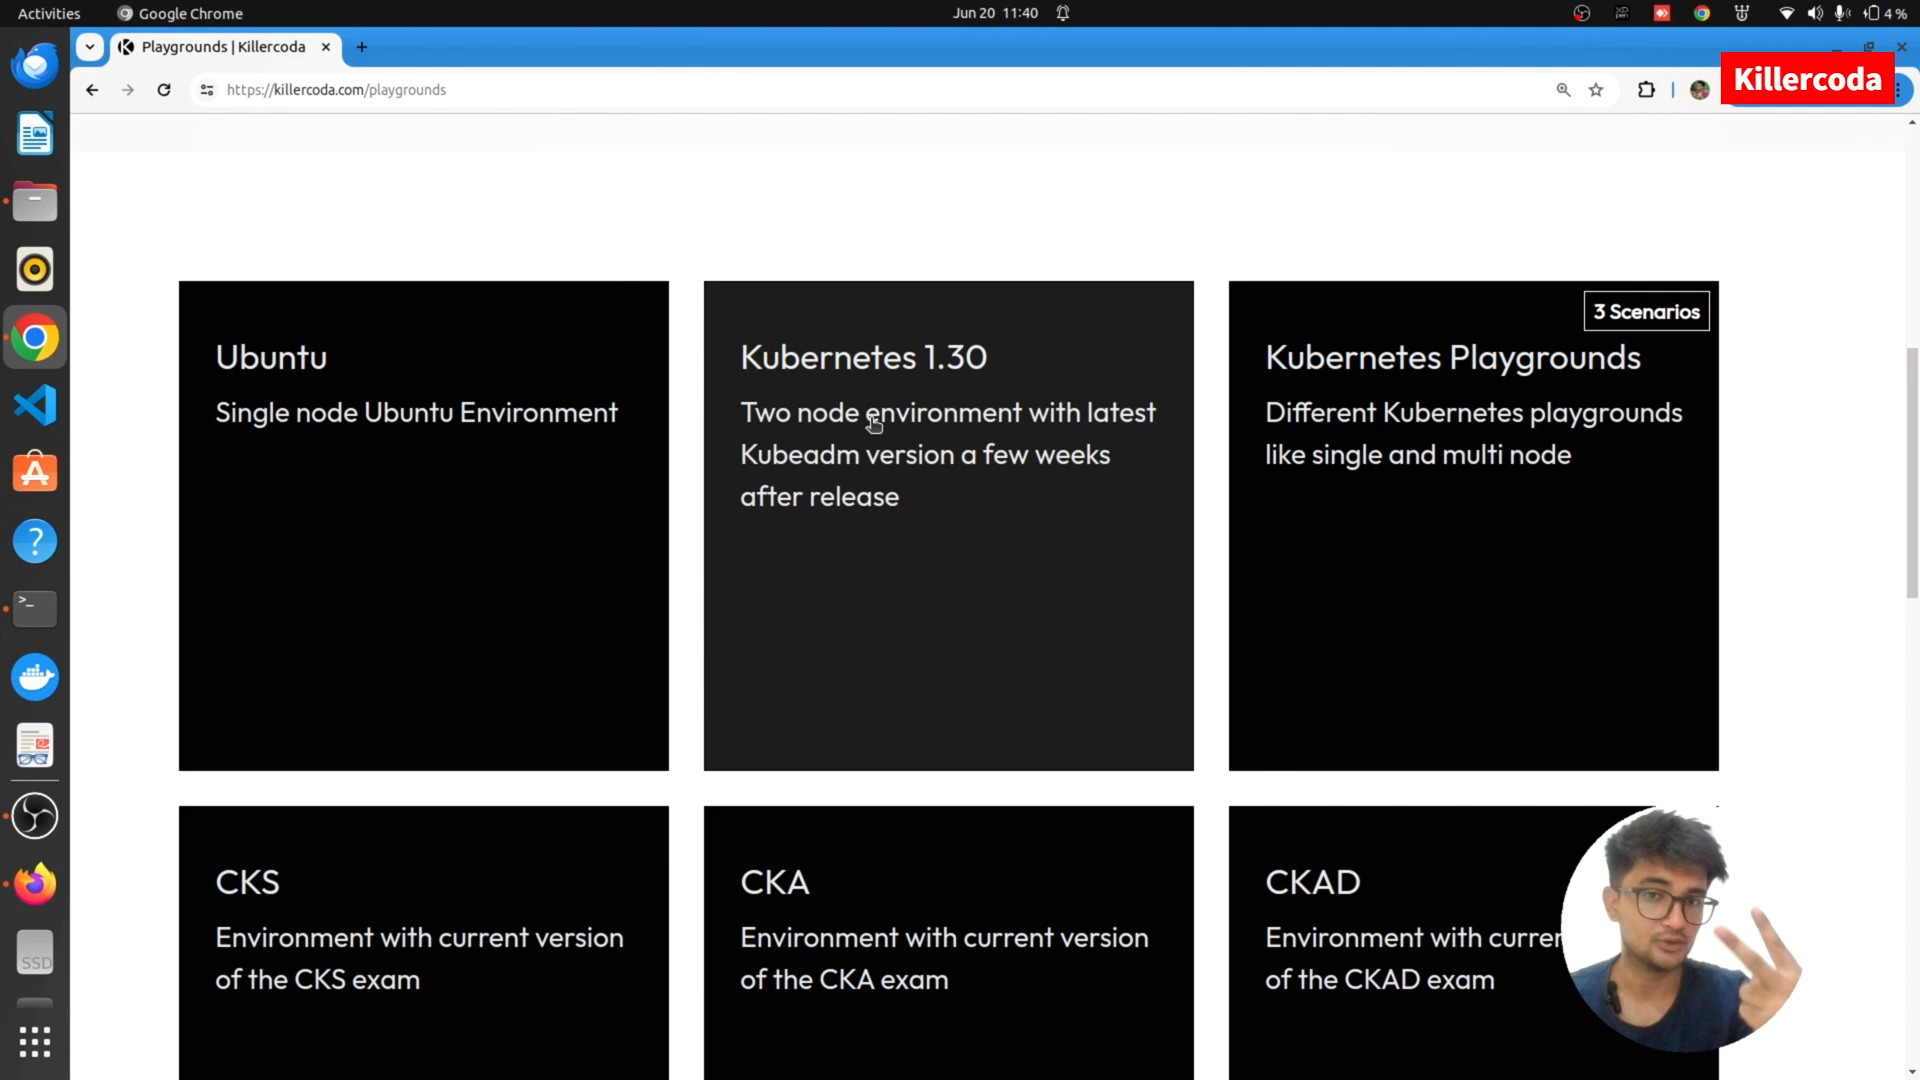 Activities
Google Chrome
Jun 20 11:40
4 %
Playgrounds | Killercoda
https://killercoda.com/playgrounds
Killercoda
Ubuntu
Single node Ubuntu Environment
Kubernetes 1.30
Two node environment with latest
Kubeadm version a few weeks
after release
3 Scenarios
Kubernetes Playgrounds
Different Kubernetes playgrounds
like single and multi node
CKS
Environment with current version
of the CKS exam
CKA
Environment with current version
of the CKA exam
CKAD
Environment with
of the CKAD exam
SSD